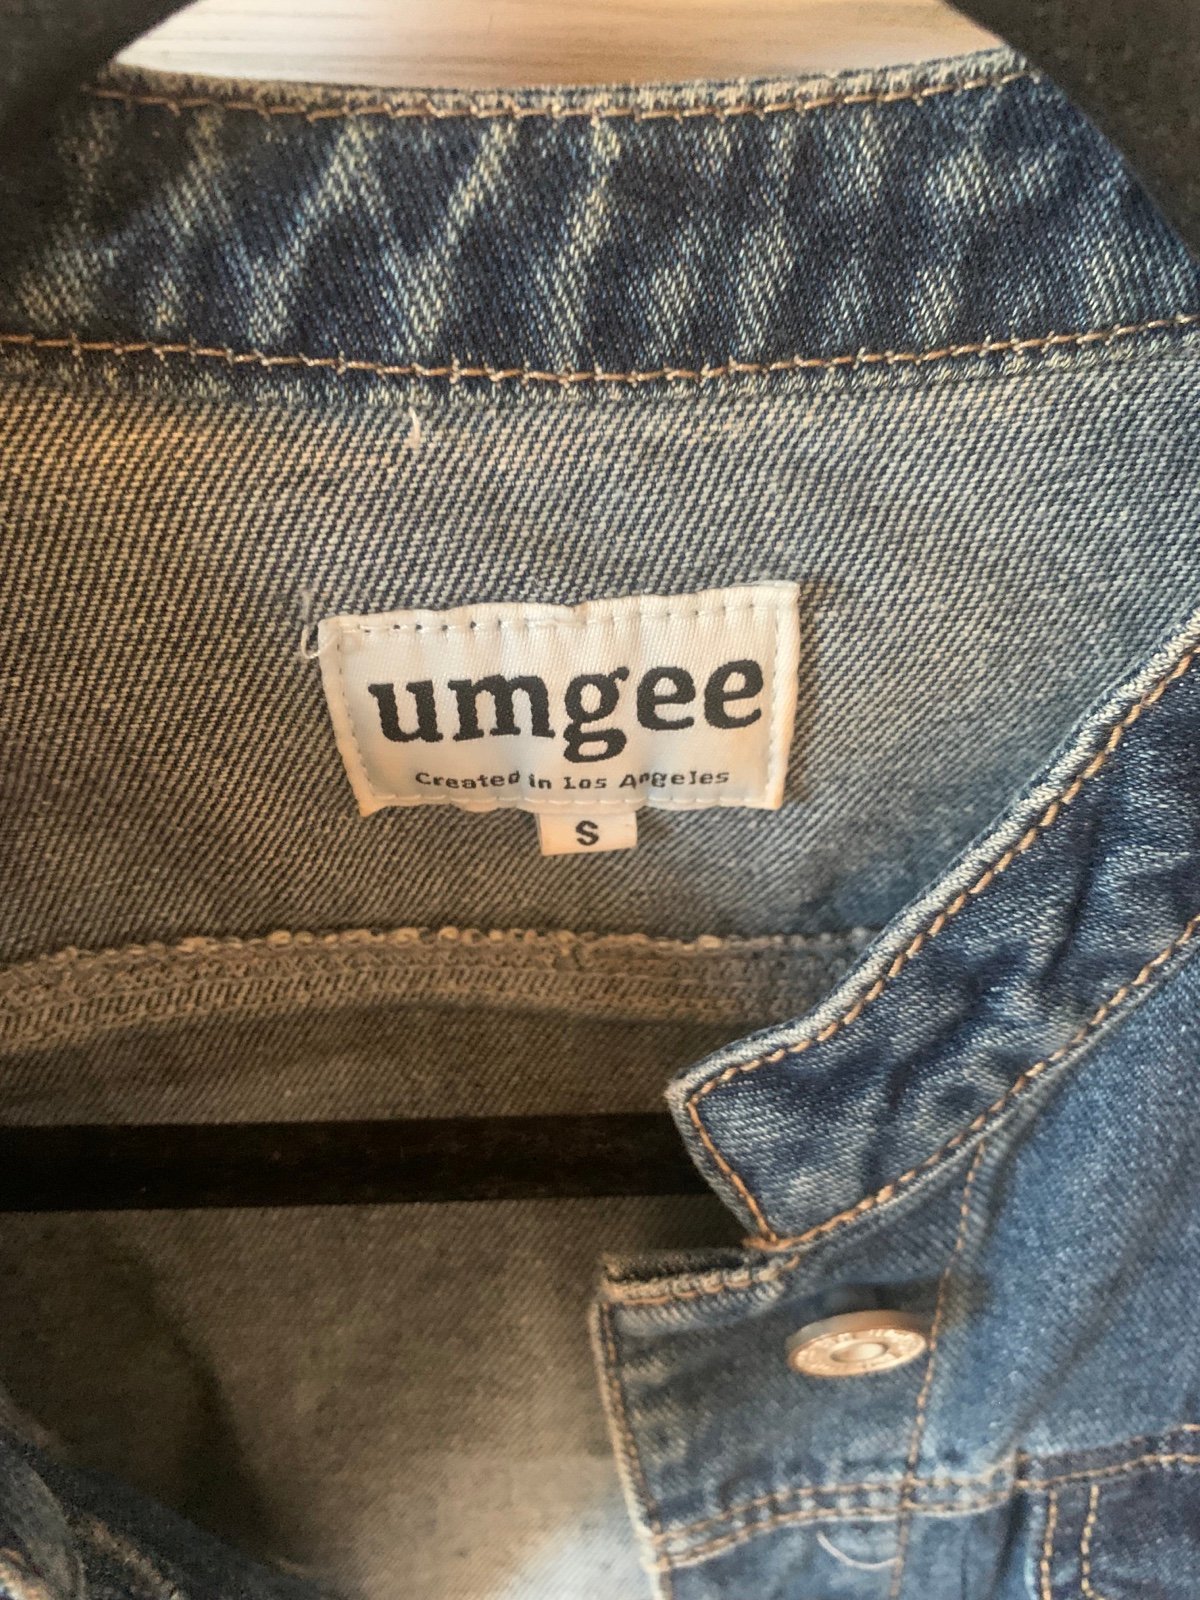 umgee
Created in Los Angeles
S